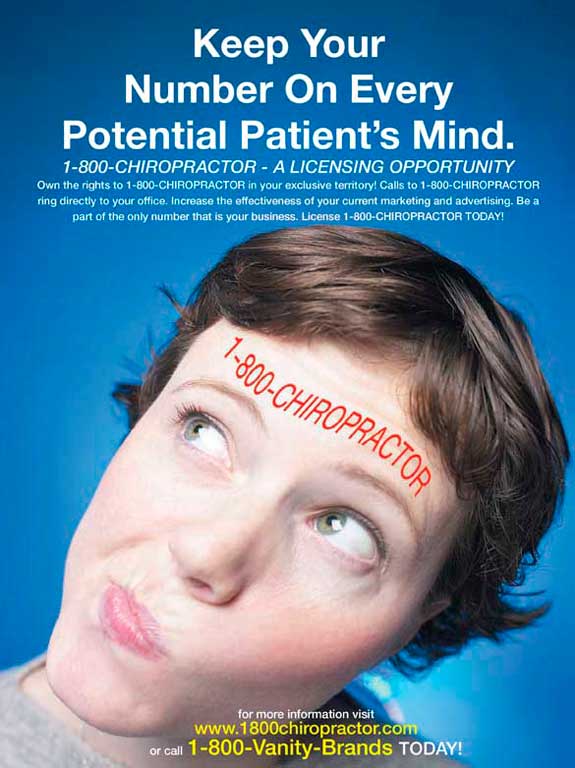 Keep Your
Number On Every
Potential Patient's Mind.
1-800-CHIROPRACTOR - A LICENSING OPPORTUNITY
Own the rights to 1-800-CHIROPRACTOR in your exclusive territory! Calls to 1-800-CHIROPRACTOR
ring directly to your office. Increase the effectiveness of your current marketing and advertising. Be a
part of the only number that is your business. License 1-800-CHIROPRACTOR TODAY!
1-800-CHIROPRACTOR
for more information visit
www.1800chiropractor.com
or call 1-800-Vanity-Brands TODAY!